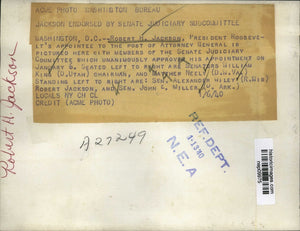 ACME PHOTO WASHINGTON BUREAU
JACKSON ENDORSED BY SENATE JUDICIARY SUBCOMMITTEE
WASHINGTON, D.C.--ROBERT H. JACKSON, PRESIDENT ROOSEVE-
LT'S APPOINTEE TO THE POST OF ATTORNEY GENERAL IS
PICTURED HERE WITH MEMBERS OF THE SENATE JUDICIARY
COMMITTEE WHICH UNANIMOUSLY APPROVED HIS APPOINTMENT ON
JANUARY 6. SEATED LEFT TO RIGHT ARE: SENATORS WILLIAM
KING (D.UTAH) CHAIRMAN, AND MATHEW NEELY (D.W.VA.)
STANDING LEFT TO RIGHT ARE: SEN. ALEXANDER WILEY (R.WIS)
ROBERT JACKSON, AND SEN. JOHN E. MILLER (D. ARK.)
CREDIT (ACME PHOTO)
Robert H. Jackson
A27249
REF. DEPT.
N.E.A
historicimages.com